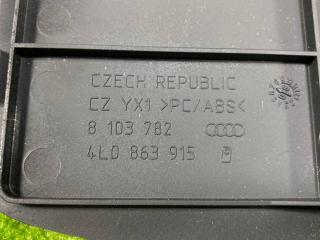 CZECH REPUBLIC
CZ YX1 >PC/ABS<
8 103 782
4L0 863 915